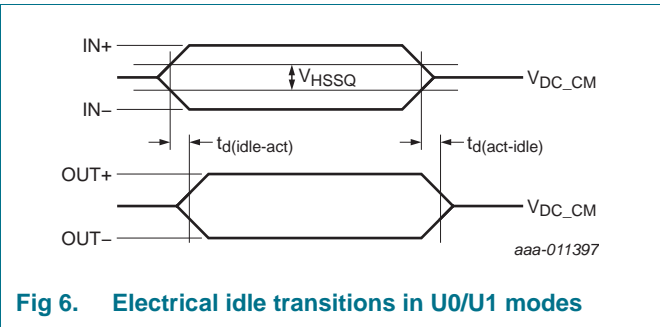 IN+
VHSSQ
VDC_CM
IN−
td(idle-act)
td(act-idle)
OUT+
VDC_CM
OUT−
aaa-011397
Fig 6. Electrical idle transitions in U0/U1 modes